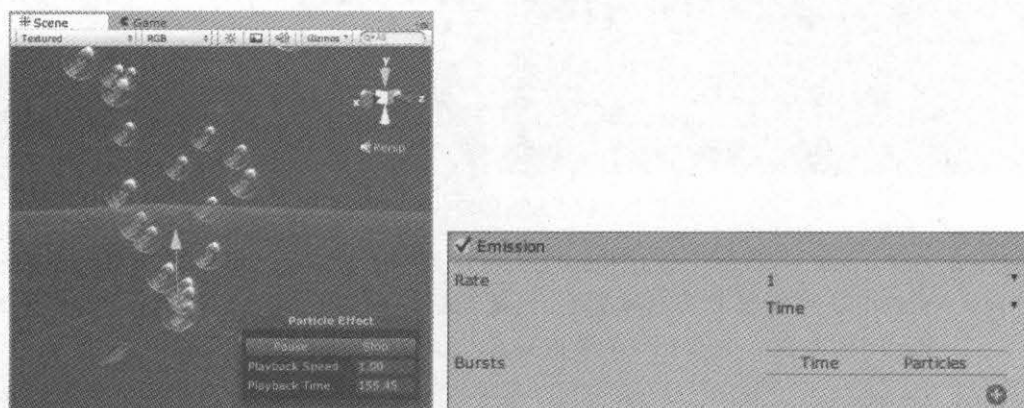 Scene
Game
Textured RGB Gizmos All
y
x z
Persp
Particle Effect
Pause Stop
Playback Speed 1.00
Playback Time 155.45
Emission
Rate 1
Time
Bursts Time Particles